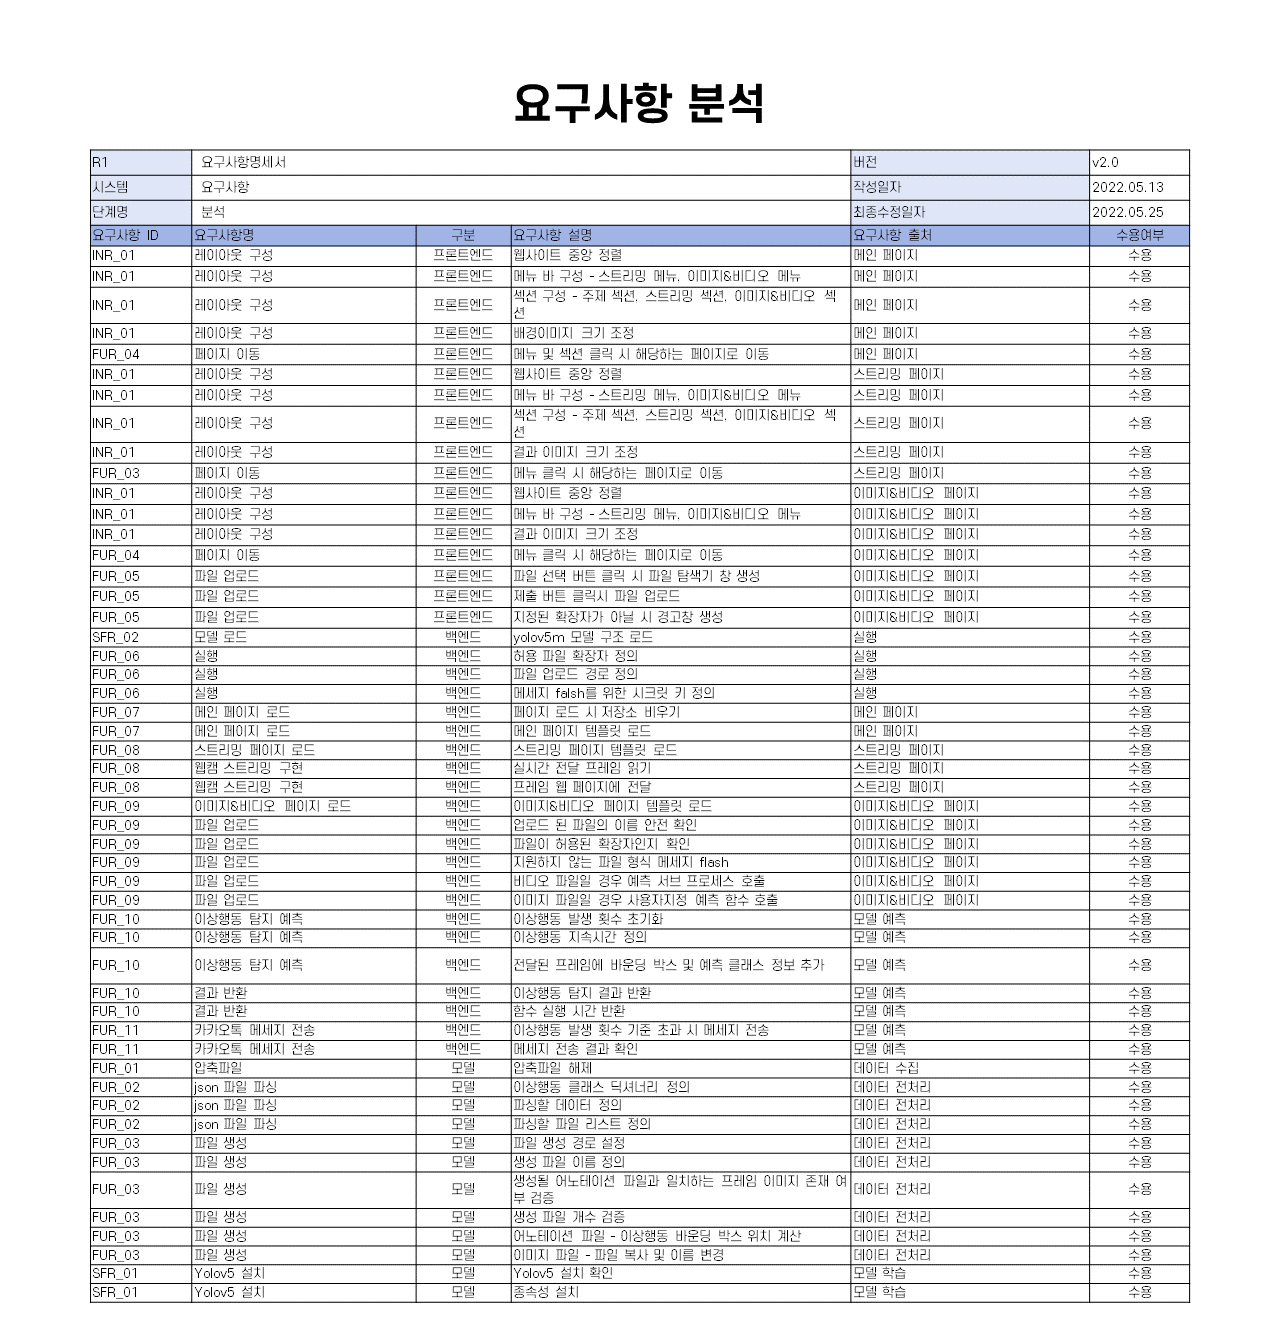 요구사항 분석
R1 요구사항명세서 버전 v2.0
시스템 요구사항 작성일자 2022.05.13
단계명 분석 최종수정일자 2022.05.25
요구사항 ID 요구사항명 구분 요구사항 설명 요구사항 출처 수용여부
INR_01 레이아웃 구성 프론트엔드 웹사이트 중앙 정렬 메인 페이지 수용
INR_01 레이아웃 구성 프론트엔드 메뉴 바 구성 - 스트리밍 메뉴, 이미지&비디오 메뉴 메인 페이지 수용
INR_01 레이아웃 구성 프론트엔드 섹션 구성 - 주제 섹션, 스트리밍 섹션, 이미지&비디오 섹
션 메인 페이지 수용
INR_01 레이아웃 구성 프론트엔드 배경이미지 크기 조정 메인 페이지 수용
FUR_04 페이지 이동 프론트엔드 메뉴 및 섹션 클릭 시 해당하는 페이지로 이동 메인 페이지 수용
INR_01 레이아웃 구성 프론트엔드 웹사이트 중앙 정렬 스트리밍 페이지 수용
INR_01 레이아웃 구성 프론트엔드 메뉴 바 구성 - 스트리밍 메뉴, 이미지&비디오 메뉴 스트리밍 페이지 수용
INR_01 레이아웃 구성 프론트엔드 섹션 구성 - 주제 섹션, 스트리밍 섹션, 이미지&비디오 섹
션 스트리밍 페이지 수용
INR_01 레이아웃 구성 프론트엔드 결과 이미지 크기 조정 스트리밍 페이지 수용
FUR_03 페이지 이동 프론트엔드 메뉴 클릭 시 해당하는 페이지로 이동 스트리밍 페이지 수용
INR_01 레이아웃 구성 프론트엔드 웹사이트 중앙 정렬 이미지&비디오 페이지 수용
INR_01 레이아웃 구성 프론트엔드 메뉴 바 구성 - 스트리밍 메뉴, 이미지&비디오 메뉴 이미지&비디오 페이지 수용
INR_01 레이아웃 구성 프론트엔드 결과 이미지 크기 조정 이미지&비디오 페이지 수용
FUR_04 페이지 이동 프론트엔드 메뉴 클릭 시 해당하는 페이지로 이동 이미지&비디오 페이지 수용
FUR_05 파일 업로드 프론트엔드 파일 선택 버튼 클릭 시 파일 탐색기 창 생성 이미지&비디오 페이지 수용
FUR_05 파일 업로드 프론트엔드 제출 버튼 클릭시 파일 업로드 이미지&비디오 페이지 수용
FUR_05 파일 업로드 프론트엔드 지정된 확장자가 아닐 시 경고창 생성 이미지&비디오 페이지 수용
SFR_02 모델 로드 백엔드 yolov5m 모델 구조 로드 실행 수용
FUR_06 실행 백엔드 허용 파일 확장자 정의 실행 수용
FUR_06 실행 백엔드 파일 업로드 경로 정의 실행 수용
FUR_06 실행 백엔드 메세지 falsh를 위한 시크릿 키 정의 실행 수용
FUR_07 메인 페이지 로드 백엔드 페이지 로드 시 저장소 비우기 메인 페이지 수용
FUR_07 메인 페이지 로드 백엔드 메인 페이지 템플릿 로드 메인 페이지 수용
FUR_08 스트리밍 페이지 로드 백엔드 스트리밍 페이지 템플릿 로드 스트리밍 페이지 수용
FUR_08 웹캠 스트리밍 구현 백엔드 실시간 전달 프레임 읽기 스트리밍 페이지 수용
FUR_08 웹캠 스트리밍 구현 백엔드 프레임 웹 페이지에 전달 스트리밍 페이지 수용
FUR_09 이미지&비디오 페이지 로드 백엔드 이미지&비디오 페이지 템플릿 로드 이미지&비디오 페이지 수용
FUR_09 파일 업로드 백엔드 업로드 된 파일의 이름 안전 확인 이미지&비디오 페이지 수용
FUR_09 파일 업로드 백엔드 파일이 허용된 확장자인지 확인 이미지&비디오 페이지 수용
FUR_09 파일 업로드 백엔드 지원하지 않는 파일 형식 메세지 flash 이미지&비디오 페이지 수용
FUR_09 파일 업로드 백엔드 비디오 파일일 경우 예측 서브 프로세스 호출 이미지&비디오 페이지 수용
FUR_09 파일 업로드 백엔드 이미지 파일일 경우 사용자지정 예측 함수 호출 이미지&비디오 페이지 수용
FUR_10 이상행동 탐지 예측 백엔드 이상행동 발생 횟수 초기화 모델 예측 수용
FUR_10 이상행동 탐지 예측 백엔드 이상행동 지속시간 정의 모델 예측 수용
FUR_10 이상행동 탐지 예측 백엔드 전달된 프레임에 바운딩 박스 및 예측 클래스 정보 추가 모델 예측 수용
FUR_10 결과 반환 백엔드 이상행동 탐지 결과 반환 모델 예측 수용
FUR_10 결과 반환 백엔드 함수 실행 시간 반환 모델 예측 수용
FUR_11 카카오톡 메세지 전송 백엔드 이상행동 발생 횟수 기준 초과 시 메세지 전송 모델 예측 수용
FUR_11 카카오톡 메세지 전송 백엔드 메세지 전송 결과 확인 모델 예측 수용
FUR_01 압축파일 모델 압축파일 해제 데이터 수집 수용
FUR_02 json 파일 파싱 모델 이상행동 클래스 딕셔너리 정의 데이터 전처리 수용
FUR_02 json 파일 파싱 모델 파싱할 데이터 정의 데이터 전처리 수용
FUR_02 json 파일 파싱 모델 파싱할 파일 리스트 정의 데이터 전처리 수용
FUR_03 파일 생성 모델 파일 생성 경로 설정 데이터 전처리 수용
FUR_03 파일 생성 모델 생성 파일 이름 정의 데이터 전처리 수용
FUR_03 파일 생성 모델 생성될 어노테이션 파일과 일치하는 프레임 이미지 존재 여
부 검증 데이터 전처리 수용
FUR_03 파일 생성 모델 생성 파일 개수 검증 데이터 전처리 수용
FUR_03 파일 생성 모델 어노테이션 파일 - 이상행동 바운딩 박스 위치 계산 데이터 전처리 수용
FUR_03 파일 생성 모델 이미지 파일 - 파일 복사 및 이름 변경 데이터 전처리 수용
SFR_01 Yolov5 설치 모델 Yolov5 설치 확인 모델 학습 수용
SFR_01 Yolov5 설치 모델 종속성 설치 모델 학습 수용